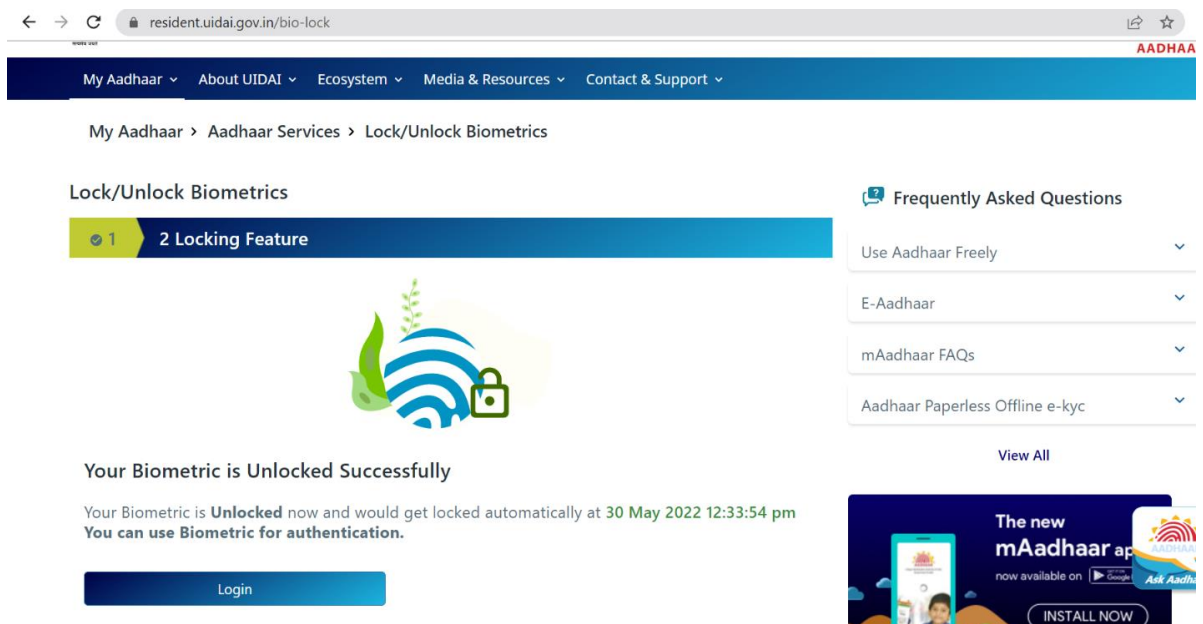 resident.uidai.gov.in/bio-lock
AADHAA
My Aadhaar About UIDAI Ecosystem Media & Resources Contact & Support
My Aadhaar > Aadhaar Services > Lock/Unlock Biometrics
Lock/Unlock Biometrics
1 2 Locking Feature
Your Biometric is Unlocked Successfully
Your Biometric is Unlocked now and would get locked automatically at 30 May 2022 12:33:54 pm
You can use Biometric for authentication.
Login
Frequently Asked Questions
Use Aadhaar Freely
E-Aadhaar
mAadhaar FAQs
Aadhaar Paperless Offline e-kyc
View All
The new
mAadhaar ap
now available on Google
INSTALL NOW
AADHAA
Ask Aadha